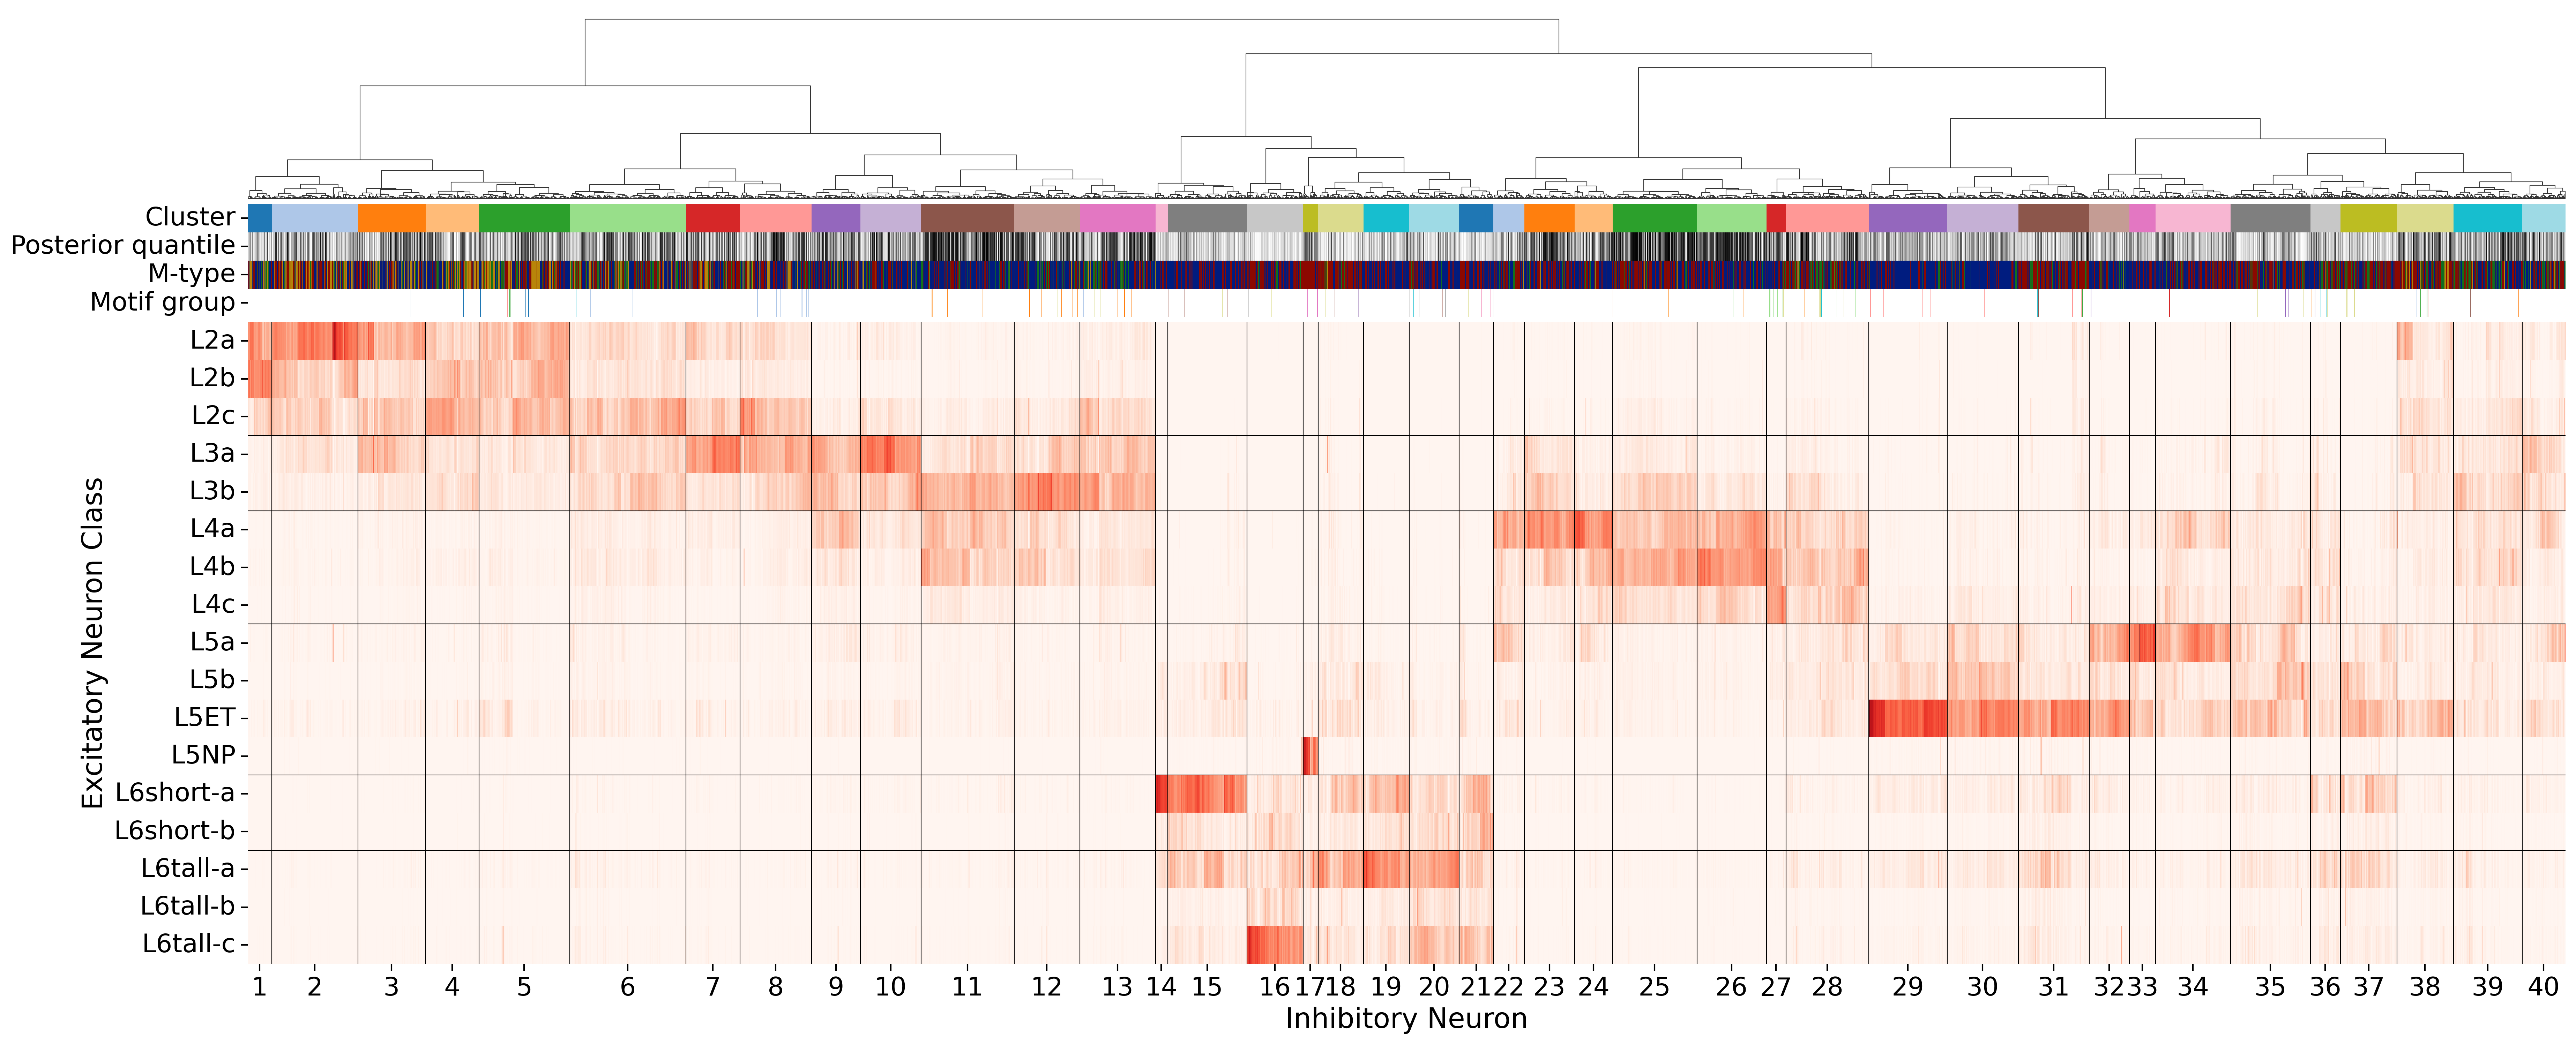 Cluster
Posterior quantile
M-type
Motif group
Excitatory Neuron Class
L2a
L2b
L2c
L3a
L3b
L4a
L4b
L4c
L5a
L5b
L5ET
L5NP
L6short-a
L6short-b
L6tall-a
L6tall-b
L6tall-c
1 2 3 4 5 6 7 8 9 10 11 12 13 14 15 16 17 18 19 20 21 22 23 24 25 26 27 28 29 30 31 32 33 34 35 36 37 38 39 40
Inhibitory Neuron